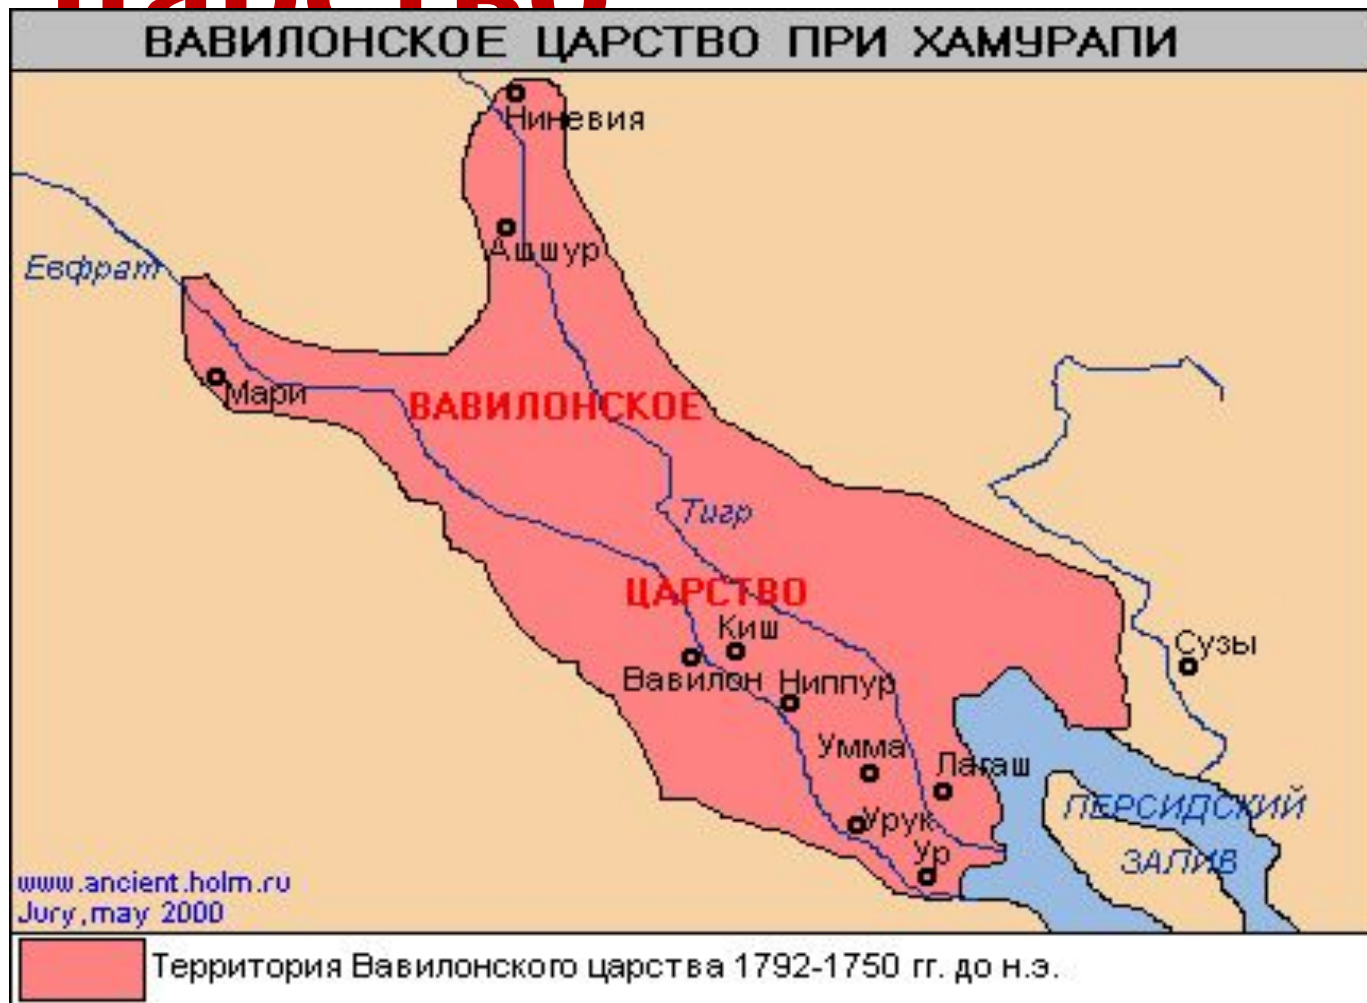 ВАВИЛОНСКОЕ ЦАРСТВО ПРИ ХАМУРАПИ
Ниневия
Ашшур
Евфрат
Мари
ВАВИЛОНСКОЕ
Тигр
ЦАРСТВО
Киш
Сузы
Вавилон
Ниппур
Умма
Лагаш
ПЕРСИДСКИЙ
Урук
Ур
ЗАЛИВ
www.ancient.holm.ru
Jury,may 2000
Территория Вавилонского царства 1792-1750 гг. до н.э.